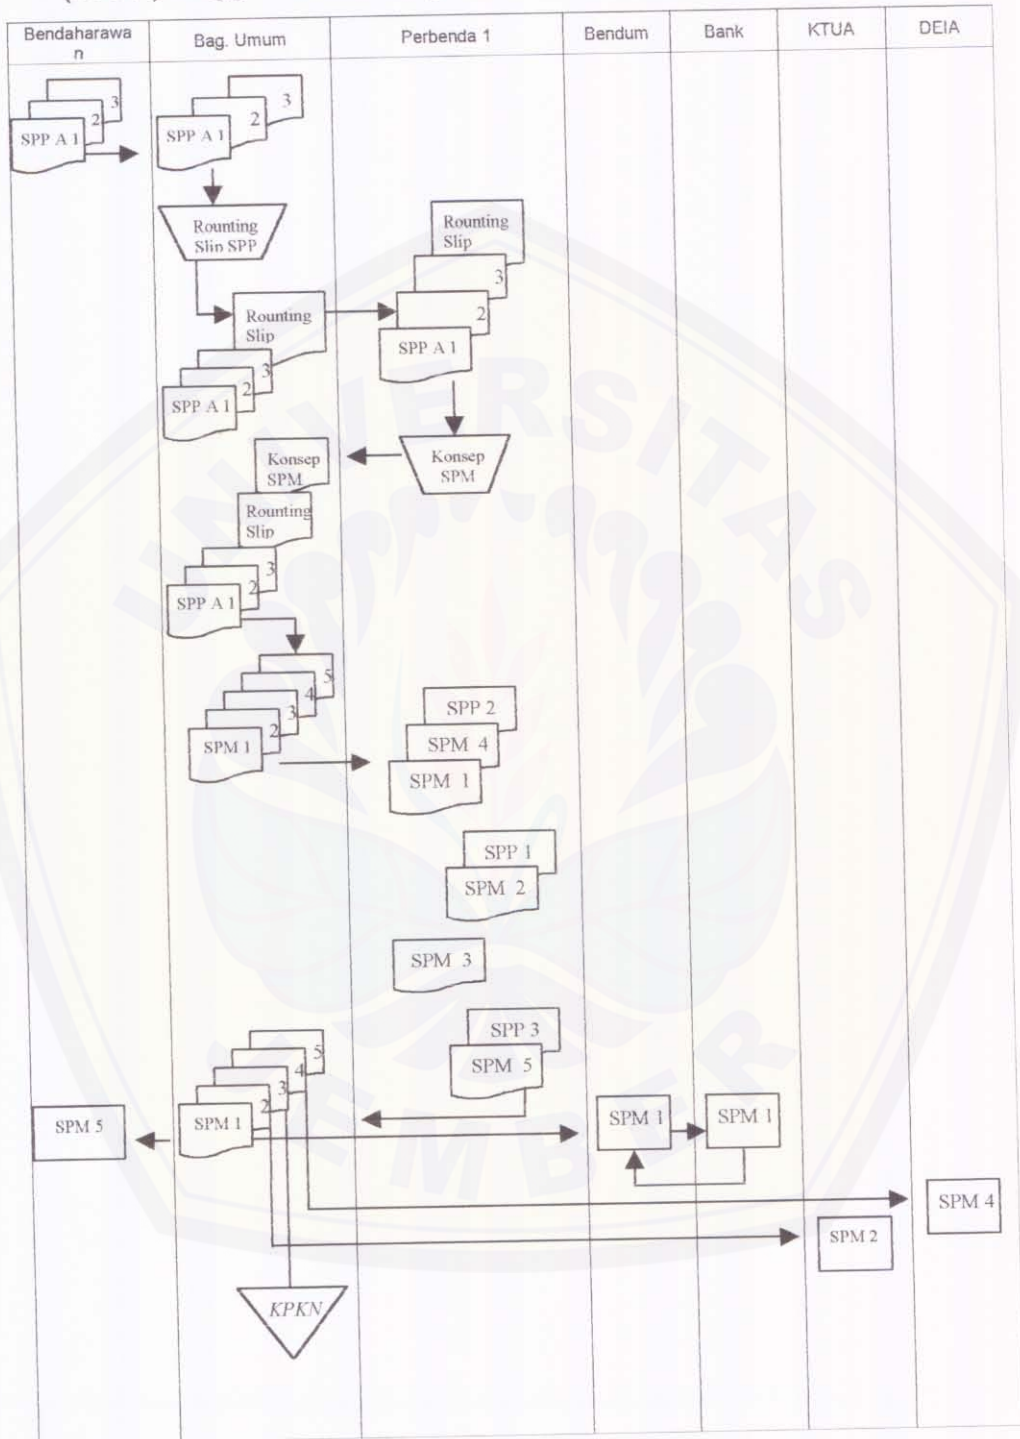 Bendaharawa
n
Bag. Umum
Perbenda 1
Bendum
Bank
KTUA
DEIA
3
2
SPP A 1
3
2
SPP A 1
Rounting
Slip SPP
Rounting
Slip
3
2
SPP A 1
Rounting
Slip
3
2
SPP A 1
Konsep
SPM
Konsep
SPM
Rounting
Slip
3
2
SPP A 1
5
4
3
2
SPM 1
SPP 2
SPM 4
SPM 1
SPP 1
SPM 2
SPM 3
SPP 3
SPM 5
5
4
3
2
SPM 1
SPM 5
SPM 1
SPM 1
SPM 4
SPM 2
KPKN
UNIVERSITAS
JEMBER